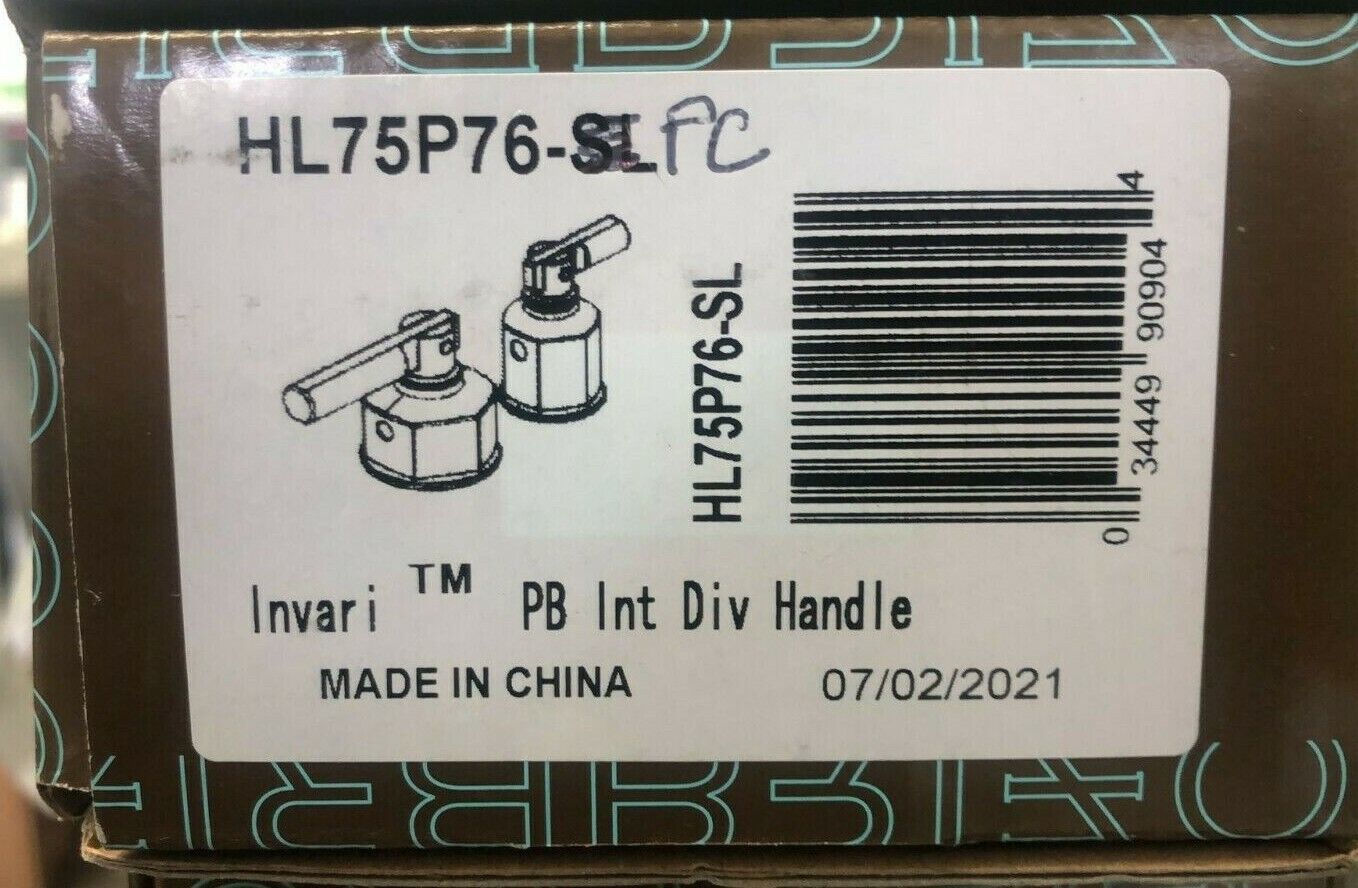 HL75P76-SL PC
HL75P76-SL
0 34449 90904 4
Invari TM PB Int Div Handle
MADE IN CHINA 07/02/2021